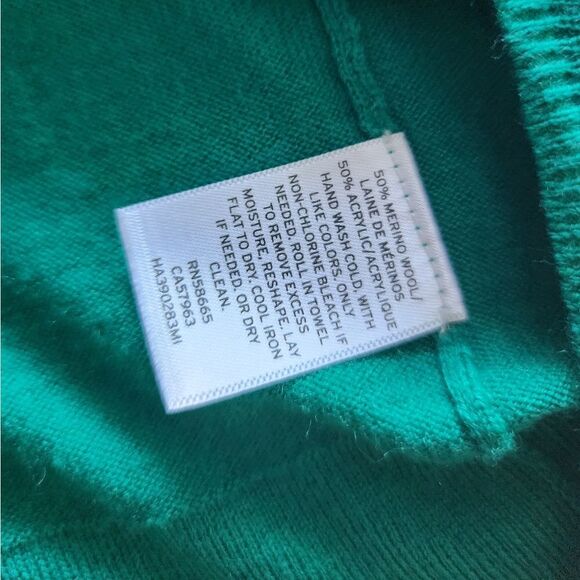 50% MERINO WOOL/
LAINE DE MÉRINOS
50% ACRYLIC/ACRYLIQUE
HAND WASH COLD, WITH
LIKE COLORS. ONLY
NON-CHLORINE BLEACH IF
NEEDED. ROLL IN TOWEL
TO REMOVE EXCESS
MOISTURE, RESHAPE. LAY
FLAT TO DRY. COOL IRON
IF NEEDED. OR DRY
CLEAN.
RN58665
CA57963
HA390283MI